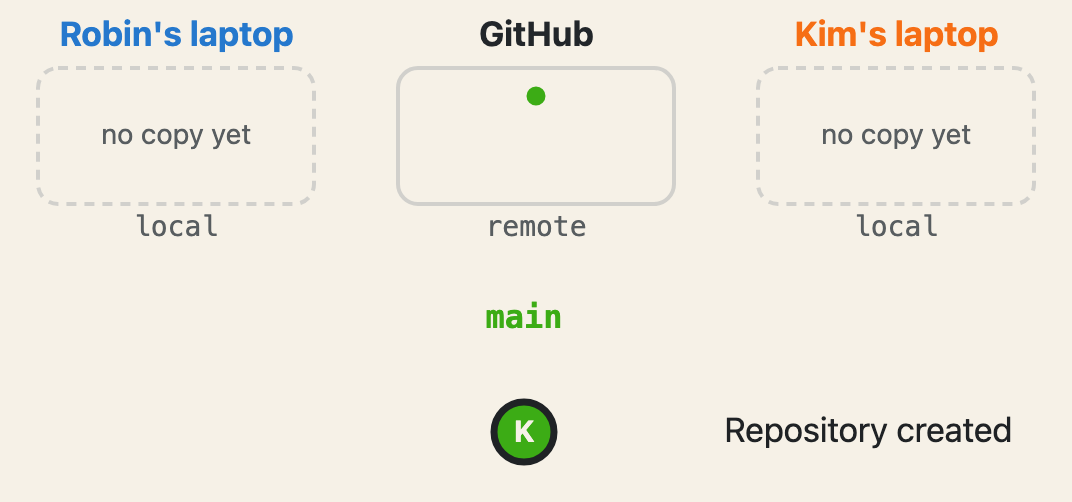 Robin's laptop
GitHub
Kim's laptop
no copy yet
no copy yet
local
remote
local
main
K
Repository created